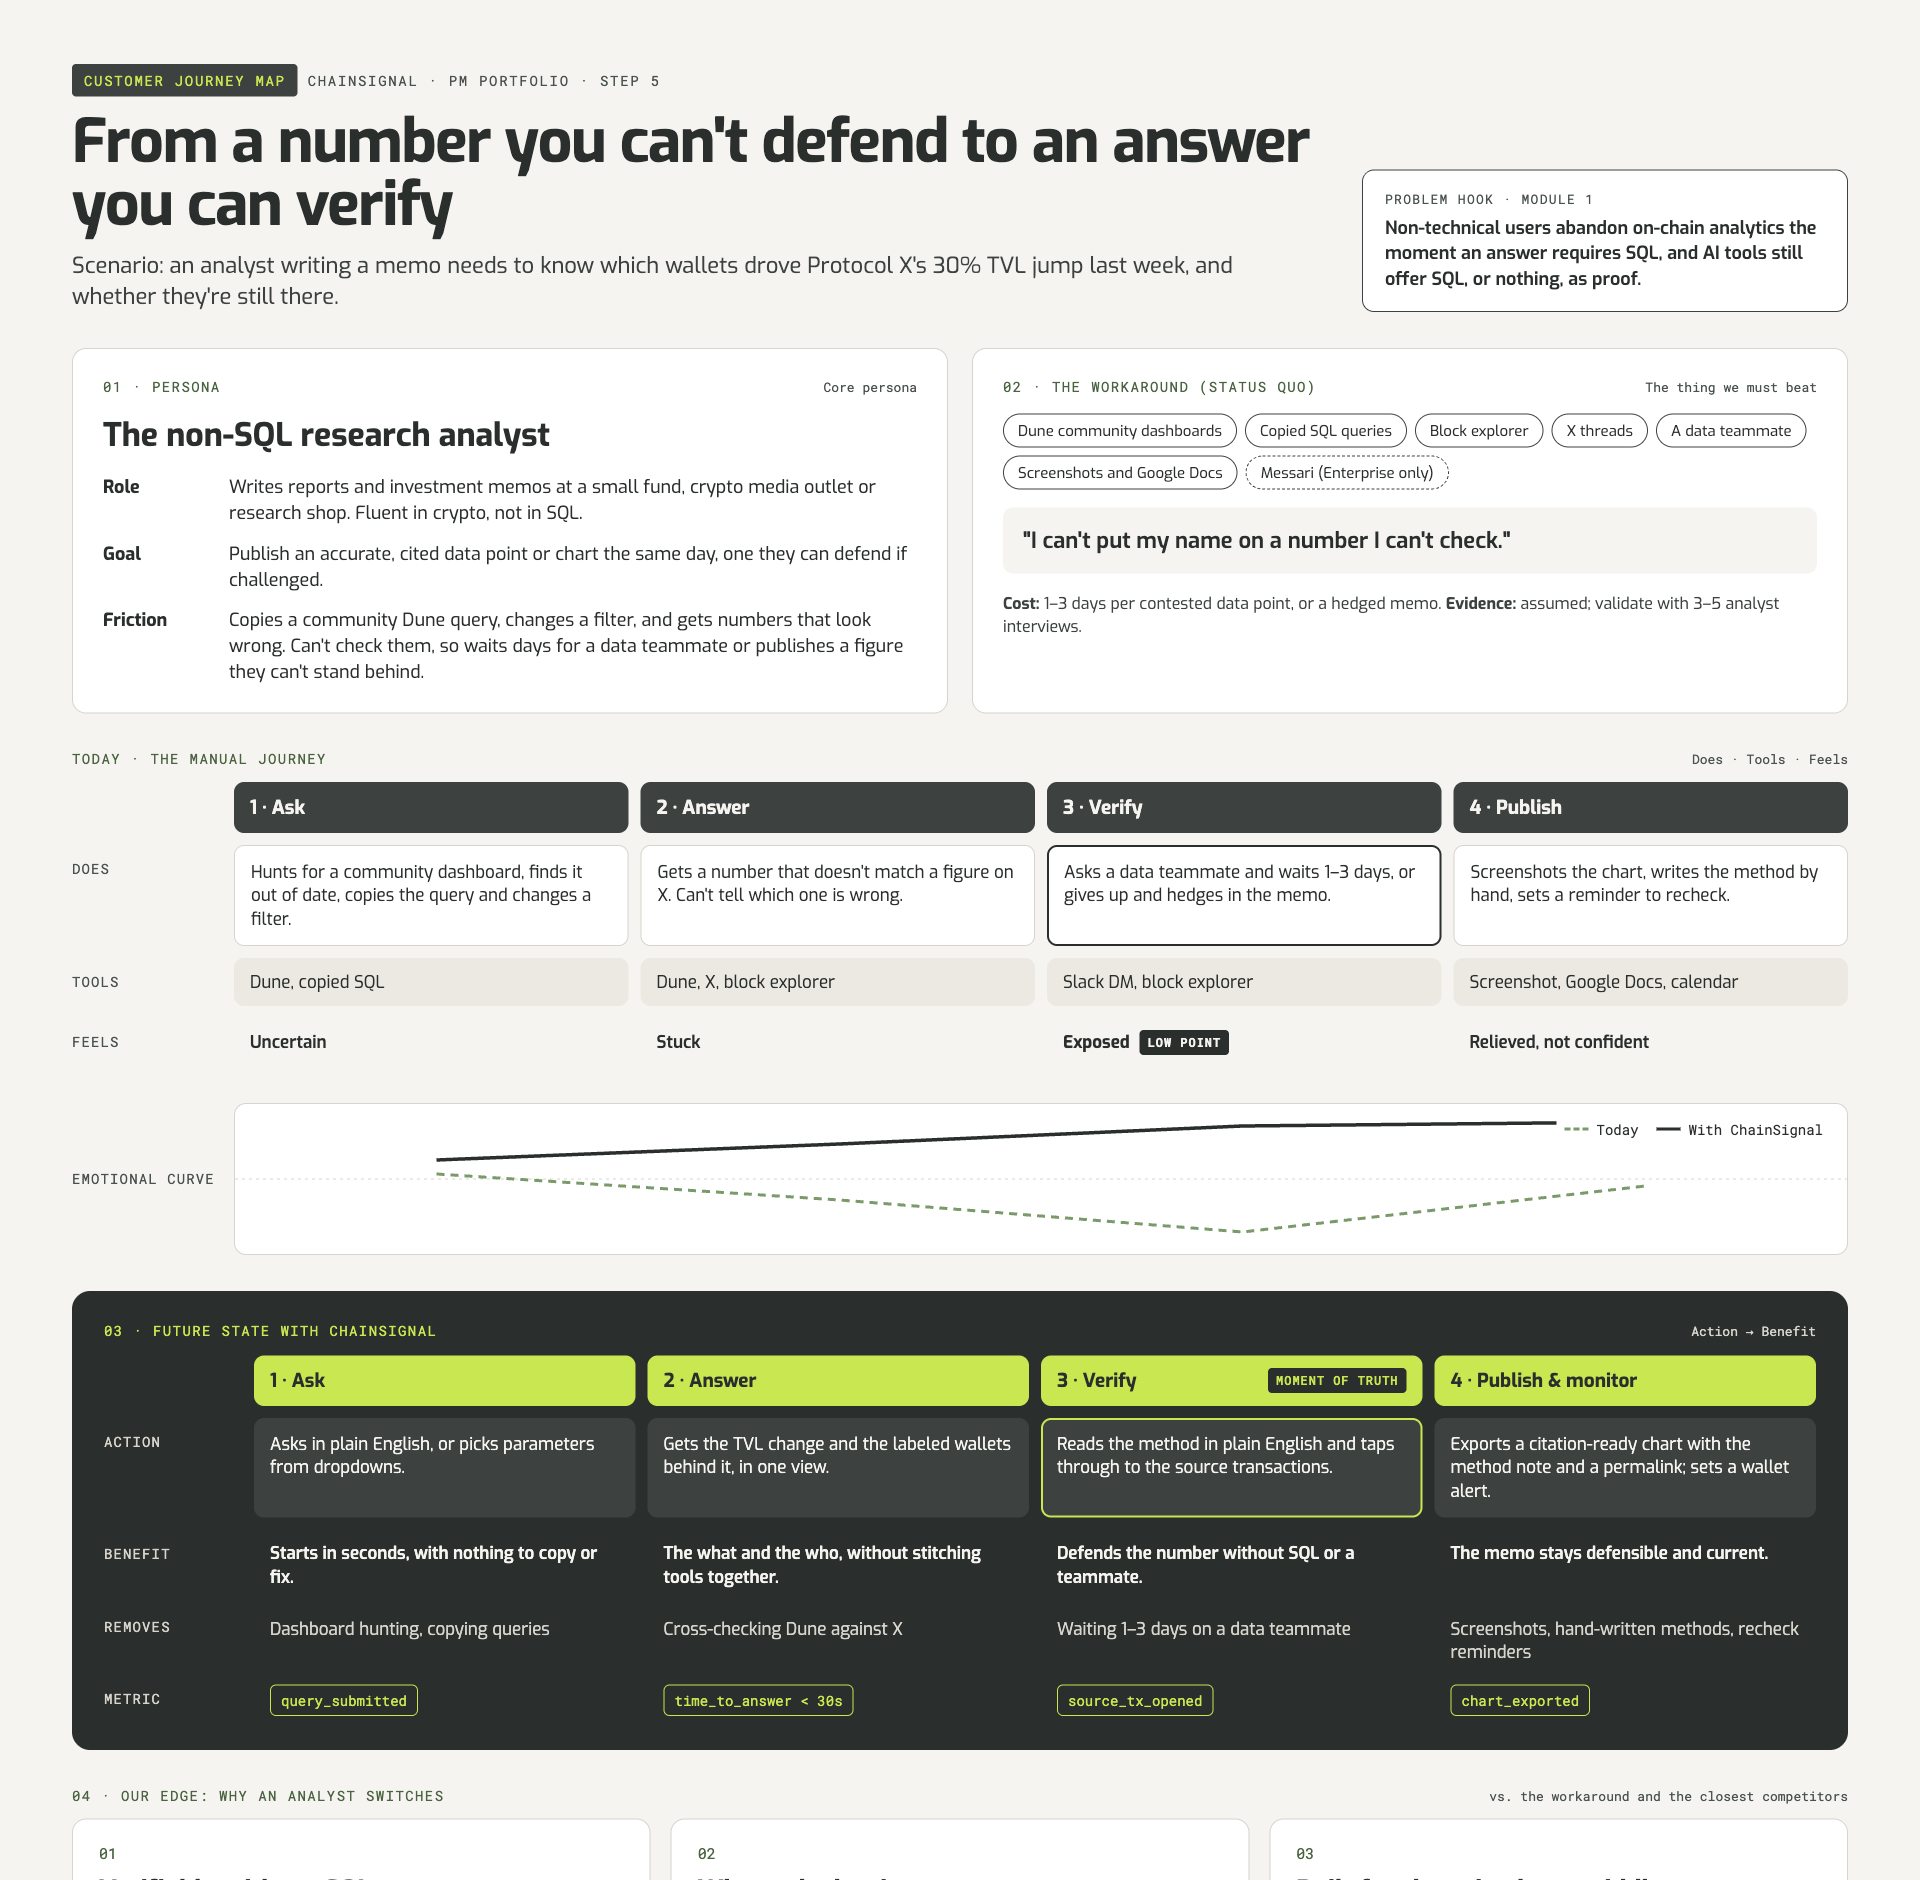 CUSTOMER JOURNEY MAP
CHAINSIGNAL · PM PORTFOLIO · STEP 5
From a number you can't defend to an answer
you can verify
Scenario: an analyst writing a memo needs to know which wallets drove Protocol X's 30% TVL jump last week, and
whether they're still there.
PROBLEM HOOK · MODULE 1
Non-technical users abandon on-chain analytics the
moment an answer requires SQL, and AI tools still
offer SQL, or nothing, as proof.
01 · PERSONA
Core persona
The non-SQL research analyst
Role
Writes reports and investment memos at a small fund, crypto media outlet or
research shop. Fluent in crypto, not in SQL.
Goal
Publish an accurate, cited data point or chart the same day, one they can defend if
challenged.
Friction
Copies a community Dune query, changes a filter, and gets numbers that look
wrong. Can't check them, so waits days for a data teammate or publishes a figure
they can't stand behind.
02 · THE WORKAROUND (STATUS QUO)
The thing we must beat
Dune community dashboards
Copied SQL queries
Block explorer
X threads
A data teammate
Screenshots and Google Docs
Messari (Enterprise only)
"I can't put my name on a number I can't check."
Cost: 1–3 days per contested data point, or a hedged memo. Evidence: assumed; validate with 3–5 analyst
interviews.
TODAY · THE MANUAL JOURNEY
Does · Tools · Feels
1 · Ask
2 · Answer
3 · Verify
4 · Publish
DOES
Hunts for a community dashboard, finds it
out of date, copies the query and changes a
filter.
Gets a number that doesn't match a figure on
X. Can't tell which one is wrong.
Asks a data teammate and waits 1–3 days, or
gives up and hedges in the memo.
Screenshots the chart, writes the method by
hand, sets a reminder to recheck.
TOOLS
Dune, copied SQL
Dune, X, block explorer
Slack DM, block explorer
Screenshot, Google Docs, calendar
FEELS
Uncertain
Stuck
Exposed
LOW POINT
Relieved, not confident
EMOTIONAL CURVE
Today
With ChainSignal
03 · FUTURE STATE WITH CHAINSIGNAL
Action → Benefit
1 · Ask
2 · Answer
3 · Verify
MOMENT OF TRUTH
4 · Publish & monitor
ACTION
Asks in plain English, or picks parameters
from dropdowns.
Gets the TVL change and the labeled wallets
behind it, in one view.
Reads the method in plain English and taps
through to the source transactions.
Exports a citation-ready chart with the
method note and a permalink; sets a wallet
alert.
BENEFIT
Starts in seconds, with nothing to copy or
fix.
The what and the who, without stitching
tools together.
Defends the number without SQL or a
teammate.
The memo stays defensible and current.
REMOVES
Dashboard hunting, copying queries
Cross-checking Dune against X
Waiting 1–3 days on a data teammate
Screenshots, hand-written methods, recheck
reminders
METRIC
query_submitted
time_to_answer < 30s
source_tx_opened
chart_exported
04 · OUR EDGE: WHY AN ANALYST SWITCHES
vs. the workaround and the closest competitors
01
02
03